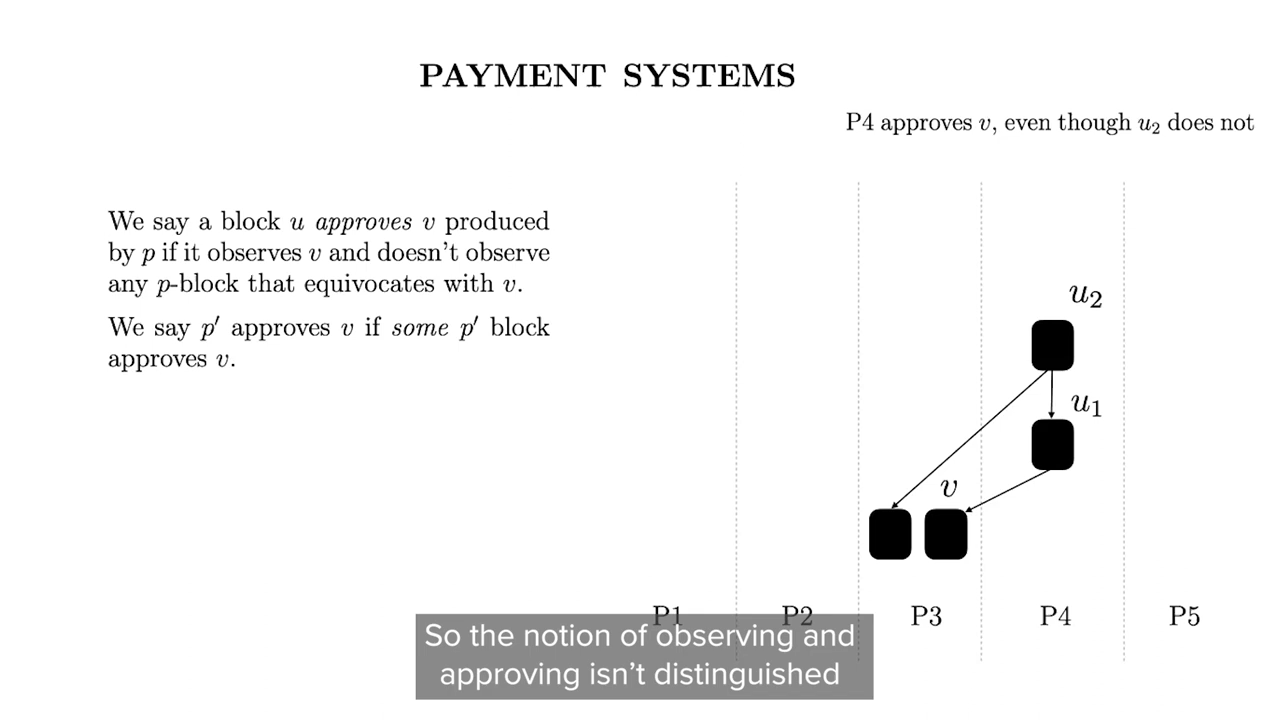 PAYMENT SYSTEMS
P4 approves v, even though u₂ does not
We say a block u approves v produced
by p if it observes v and doesn't observe
any p-block that equivocates with v.
We say p′ approves v if some p′ block
approves v.
u₂
u₁
v
P1 P2 P3 P4 P5
So the notion of observing and
approving isn't distinguished